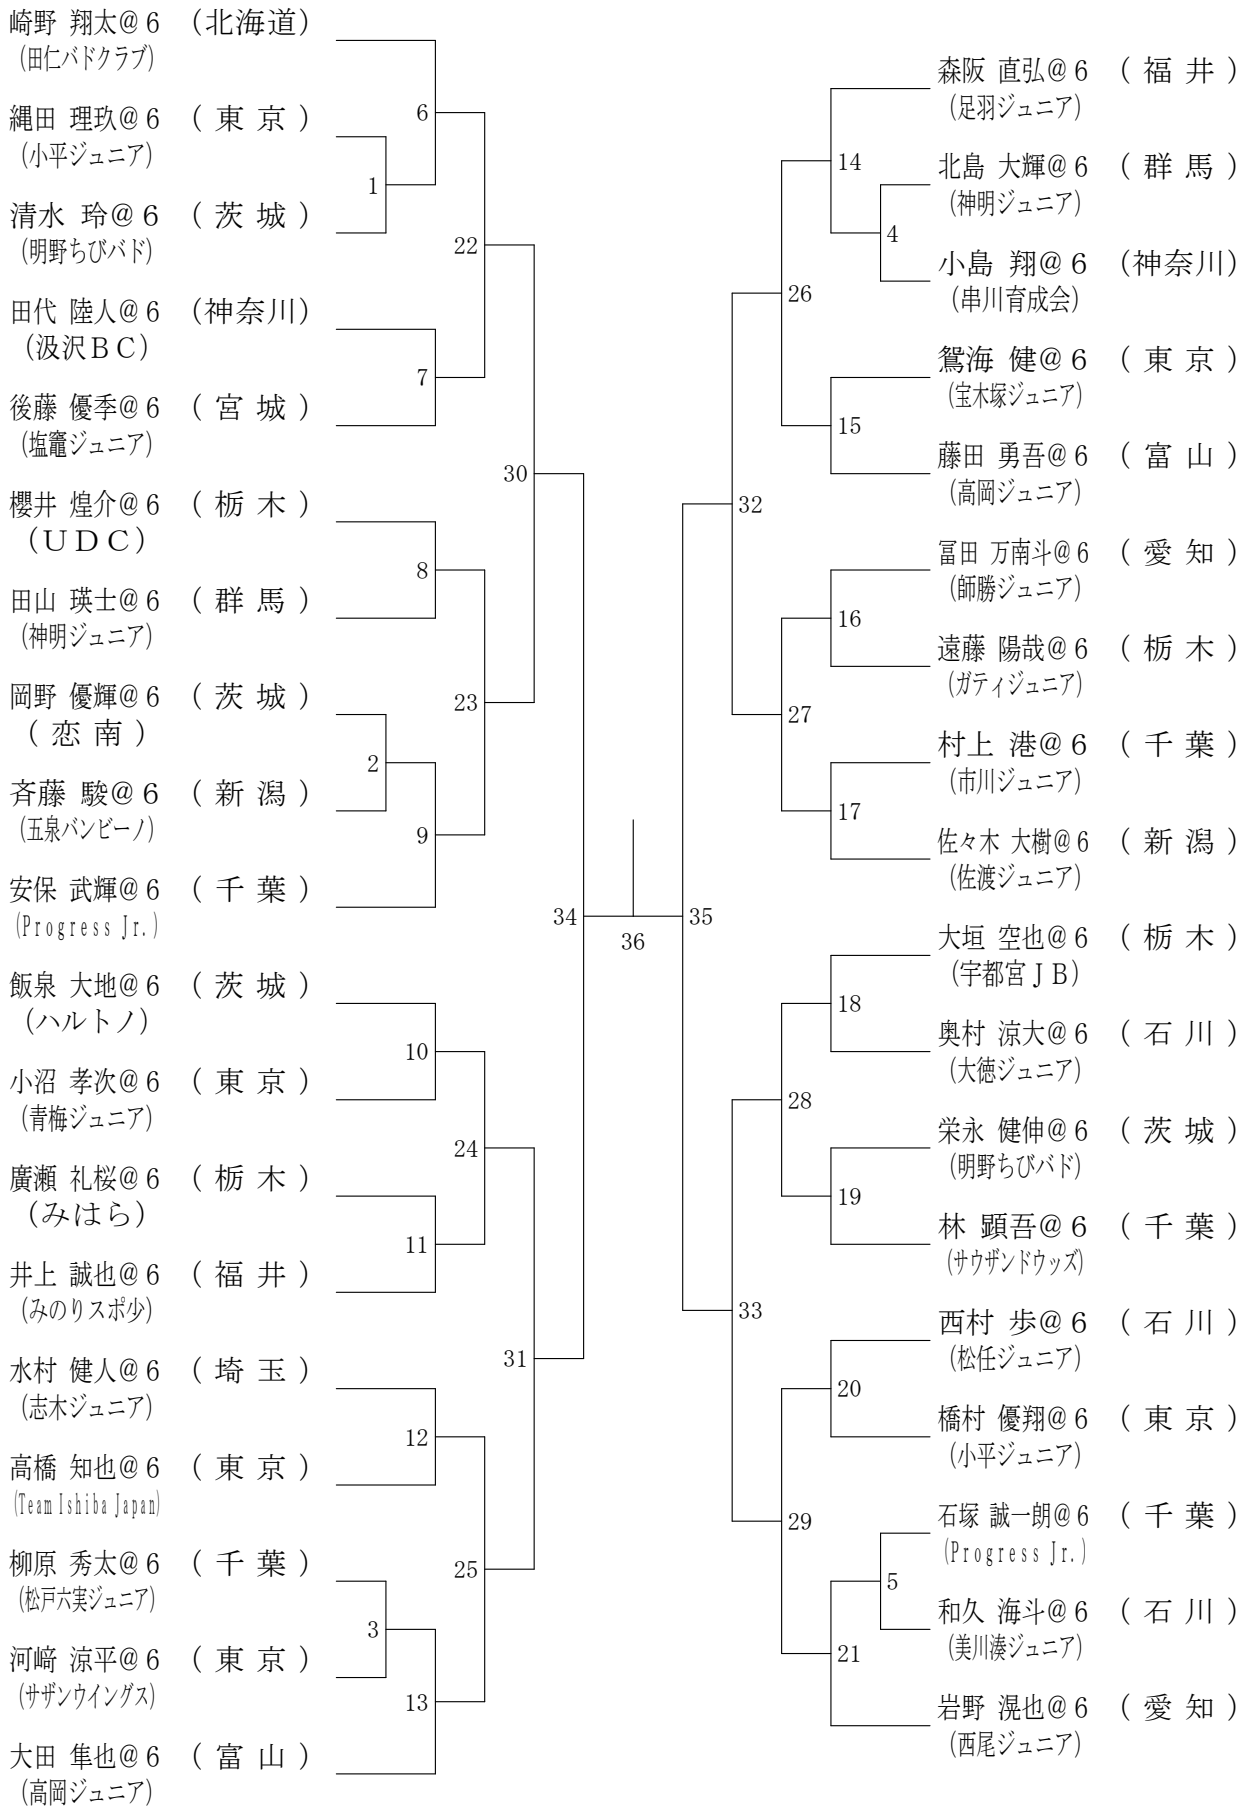 崎野 翔太@６ (北海道)
(田仁バドクラブ)
縄田 理玖@６ ( 東 京 )
(小平ジュニア)
清水 玲@６ ( 茨 城 )
(明野ちびバド)
田代 陸人@６ (神奈川)
(汲沢ＢＣ)
後藤 優季@６ ( 宮 城 )
(塩竈ジュニア)
櫻井 煌介@６ ( 栃 木 )
(ＵＤＣ)
田山 瑛士@６ ( 群 馬 )
(神明ジュニア)
岡野 優輝@６ ( 茨 城 )
( 恋 南 )
斉藤 駿@６ ( 新 潟 )
(五泉バンビーノ)
安保 武輝@６ ( 千 葉 )
(Progress Jr.)
飯泉 大地@６ ( 茨 城 )
(ハルトノ)
小沼 孝次@６ ( 東 京 )
(青梅ジュニア)
廣瀬 礼桜@６ ( 栃 木 )
(みはら)
井上 誠也@６ ( 福 井 )
(みのりスポ少)
水村 健人@６ ( 埼 玉 )
(志木ジュニア)
高橋 知也@６ ( 東 京 )
(Team Ishiba Japan)
柳原 秀太@６ ( 千 葉 )
(松戸六実ジュニア)
河﨑 涼平@６ ( 東 京 )
(サザンウイングス)
大田 隼也@６ ( 富 山 )
(高岡ジュニア)
1
2
3
6
7
8
9
10
11
12
13
22
23
24
25
30
31
34
36
35
32
33
26
27
28
29
14
15
16
17
18
19
20
21
4
5
森阪 直弘@６ ( 福 井 )
(足羽ジュニア)
北島 大輝@６ ( 群 馬 )
(神明ジュニア)
小島 翔@６ (神奈川)
(串川育成会)
鴛海 健@６ ( 東 京 )
(宝木塚ジュニア)
藤田 勇吾@６ ( 富 山 )
(高岡ジュニア)
冨田 万南斗@６ ( 愛 知 )
(師勝ジュニア)
遠藤 陽哉@６ ( 栃 木 )
(ガティジュニア)
村上 港@６ ( 千 葉 )
(市川ジュニア)
佐々木 大樹@６ ( 新 潟 )
(佐渡ジュニア)
大垣 空也@６ ( 栃 木 )
(宇都宮ＪＢ)
奥村 涼大@６ ( 石 川 )
(大徳ジュニア)
栄永 健伸@６ ( 茨 城 )
(明野ちびバド)
林 顕吾@６ ( 千 葉 )
(サウザンドウッズ)
西村 歩@６ ( 石 川 )
(松任ジュニア)
橋村 優翔@６ ( 東 京 )
(小平ジュニア)
石塚 誠一朗@６ ( 千 葉 )
(Progress Jr.)
和久 海斗@６ ( 石 川 )
(美川湊ジュニア)
岩野 滉也@６ ( 愛 知 )
(西尾ジュニア)